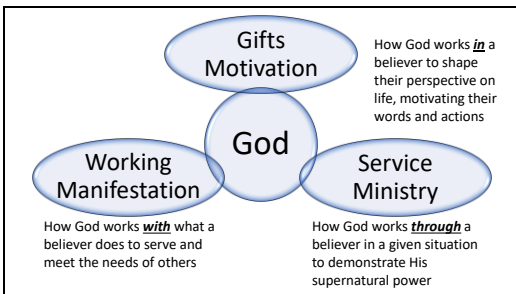 Gifts
Motivation
How God works in a
believer to shape
their perspective on
life, motivating their
words and actions
God
Working
Manifestation
Service
Ministry
How God works with what a
believer does to serve and
meet the needs of others
How God works through a
believer in a given situation
to demonstrate His
supernatural power